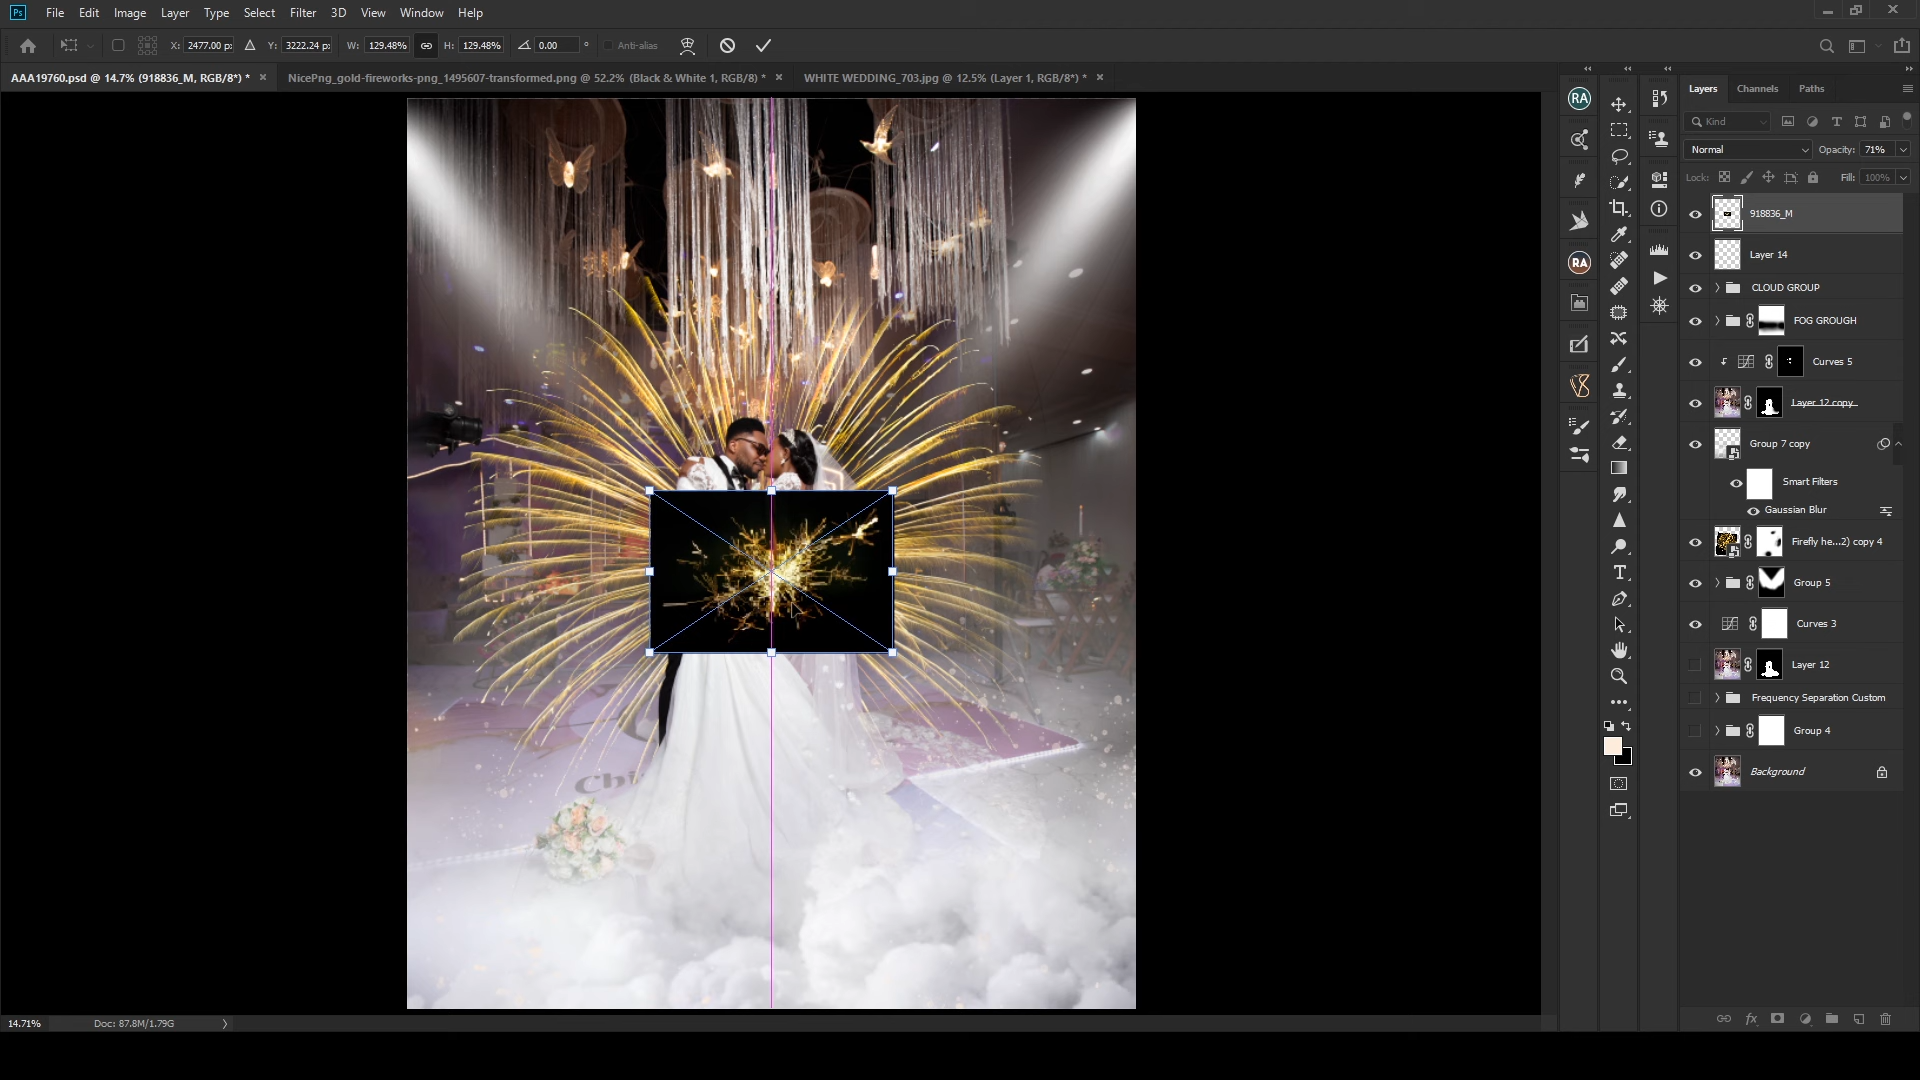 Ps File Edit Image Layer Type Select Filter 3D View Window Help
X: 2477.00 p: Y: 3222.24 p: W: 129.48% H: 129.48% 0.00 ° Anti-alias
AAA19760.psd @ 14.7% (918836_M, RGB/8*) * × NicePng_gold-fireworks-png_1495607-transformed.png @ 52.2% (Black & White 1, RGB/8) * × WHITE WEDDING_703.jpg @ 12.5% (Layer 1, RGB/8*) * ×
RA
RA
Layers Channels Paths
Kind
Normal Opacity: 71%
Lock: Fill: 100%
918836_M
Layer 14
CLOUD GROUP
FOG GROUGH
Curves 5
Layer 12 copy
Group 7 copy
Smart Filters
Gaussian Blur
Firefly he...2) copy 4
Group 5
Curves 3
Layer 12
Frequency Separation Custom
Group 4
Background
Chi
14.71% Doc: 87.8M/1.79G
fx